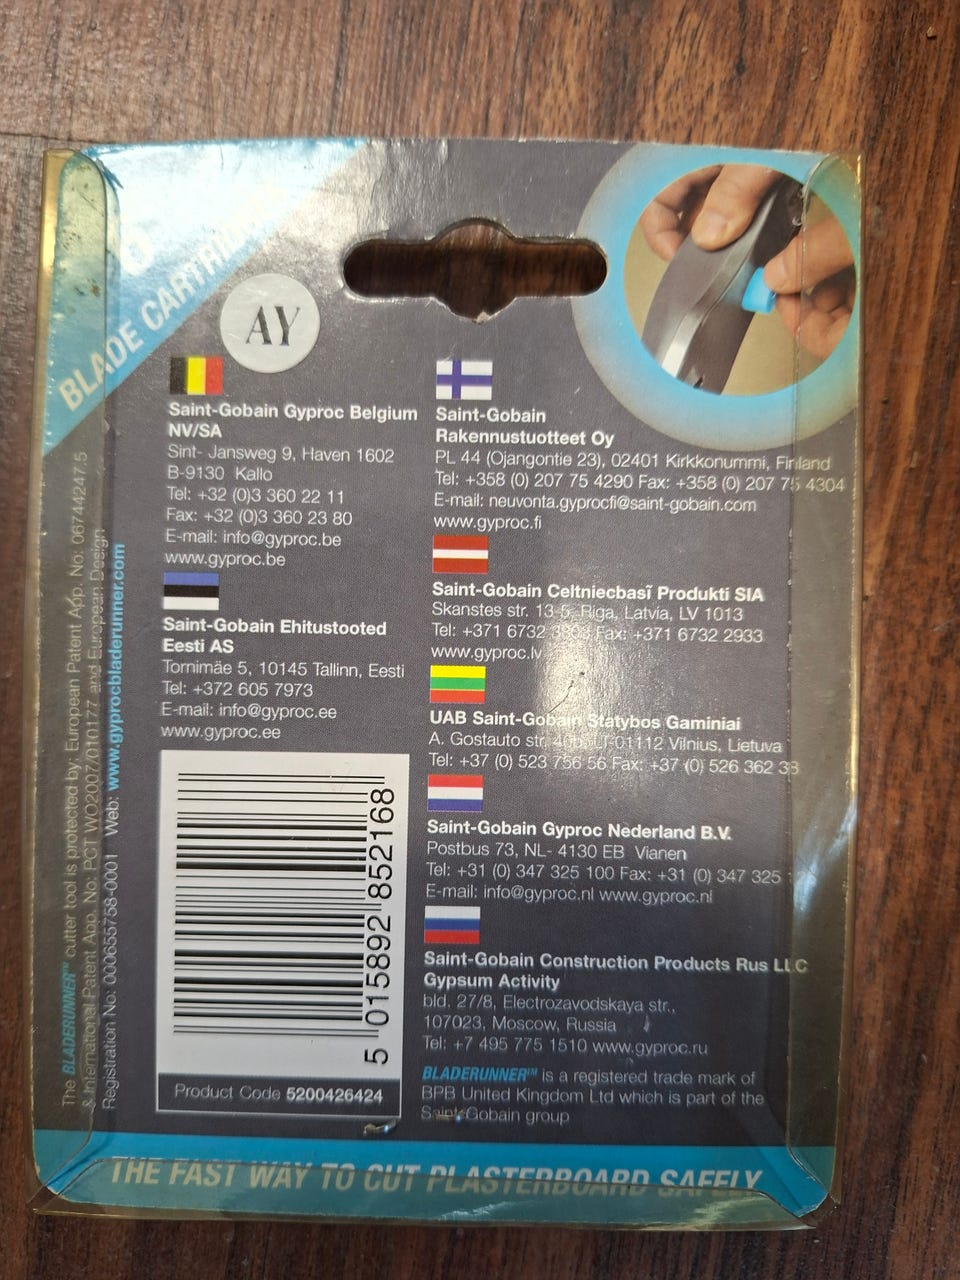 BLADE
AY
Saint-Gobain Gyproc Belgium
NV/SA
Sint- Jansweg 9, Haven 1602
B-9130 Kallo
Tel: +32 (0)3 360 22 11
Fax: +32 (0)3 360 23 80
E-mail: info@gyproc.be
www.gyproc.be
Saint-Gobain Ehitustooted
Eesti AS
Tornimäe 5, 10145 Tallinn, Eesti
Tel: +372 605 7973
E-mail: info@gyproc.ee
www.gyproc.ee
Saint-Gobain
Rakennustuotteet Oy
PL 44 (Ojangontie 23), 02401 Kirkkonummi, Finland
Tel: +358 (0) 207 75 4290 Fax: +358 (0) 207 75 4304
E-mail: neuvonta.gyprocfi@saint-gobain.com
www.gyproc.fi
Saint-Gobain Celtniecbasĩ Produkti SIA
Skanstes str. Riga, Latvia, LV 1013
Tel: +371 6732 Fax: +371 6732 2933
www.gyproc.lv
UAB Saint-Gobain Statybos Gaminiai
A. Gostauto str. LT-01112 Vilnius, Lietuva
Tel: +37 (0) 523 756 56 Fax: +37 (0) 526 362 33
Saint-Gobain Gyproc Nederland B.V.
Postbus 73, NL- 4130 EB Vianen
Tel: +31 (0) 347 325 100 Fax: +31 (0) 347 325
E-mail: info@gyproc.nl www.gyproc.nl
Saint-Gobain Construction Products Rus LLC
Gypsum Activity
bld. 27/8, Electrozavodskaya str.,
107023, Moscow, Russia
Tel: +7 495 775 1510 www.gyproc.ru
BLADERUNNER™ is a registered trade mark of
BPB United Kingdom Ltd which is part of the
Saint-Gobain group
5 015892 852168
Product Code 5200426424
The BLADERUNNER™ cutter tool is protected by: European Patent App. No: 06744247.5
& International Patent App. No: PCT WO2007/010177 and European Design
Registration No: 000655758-0001 Web: www.gyprocbladerunner.com
THE FAST WAY TO CUT PLASTERBOARD SAFELY